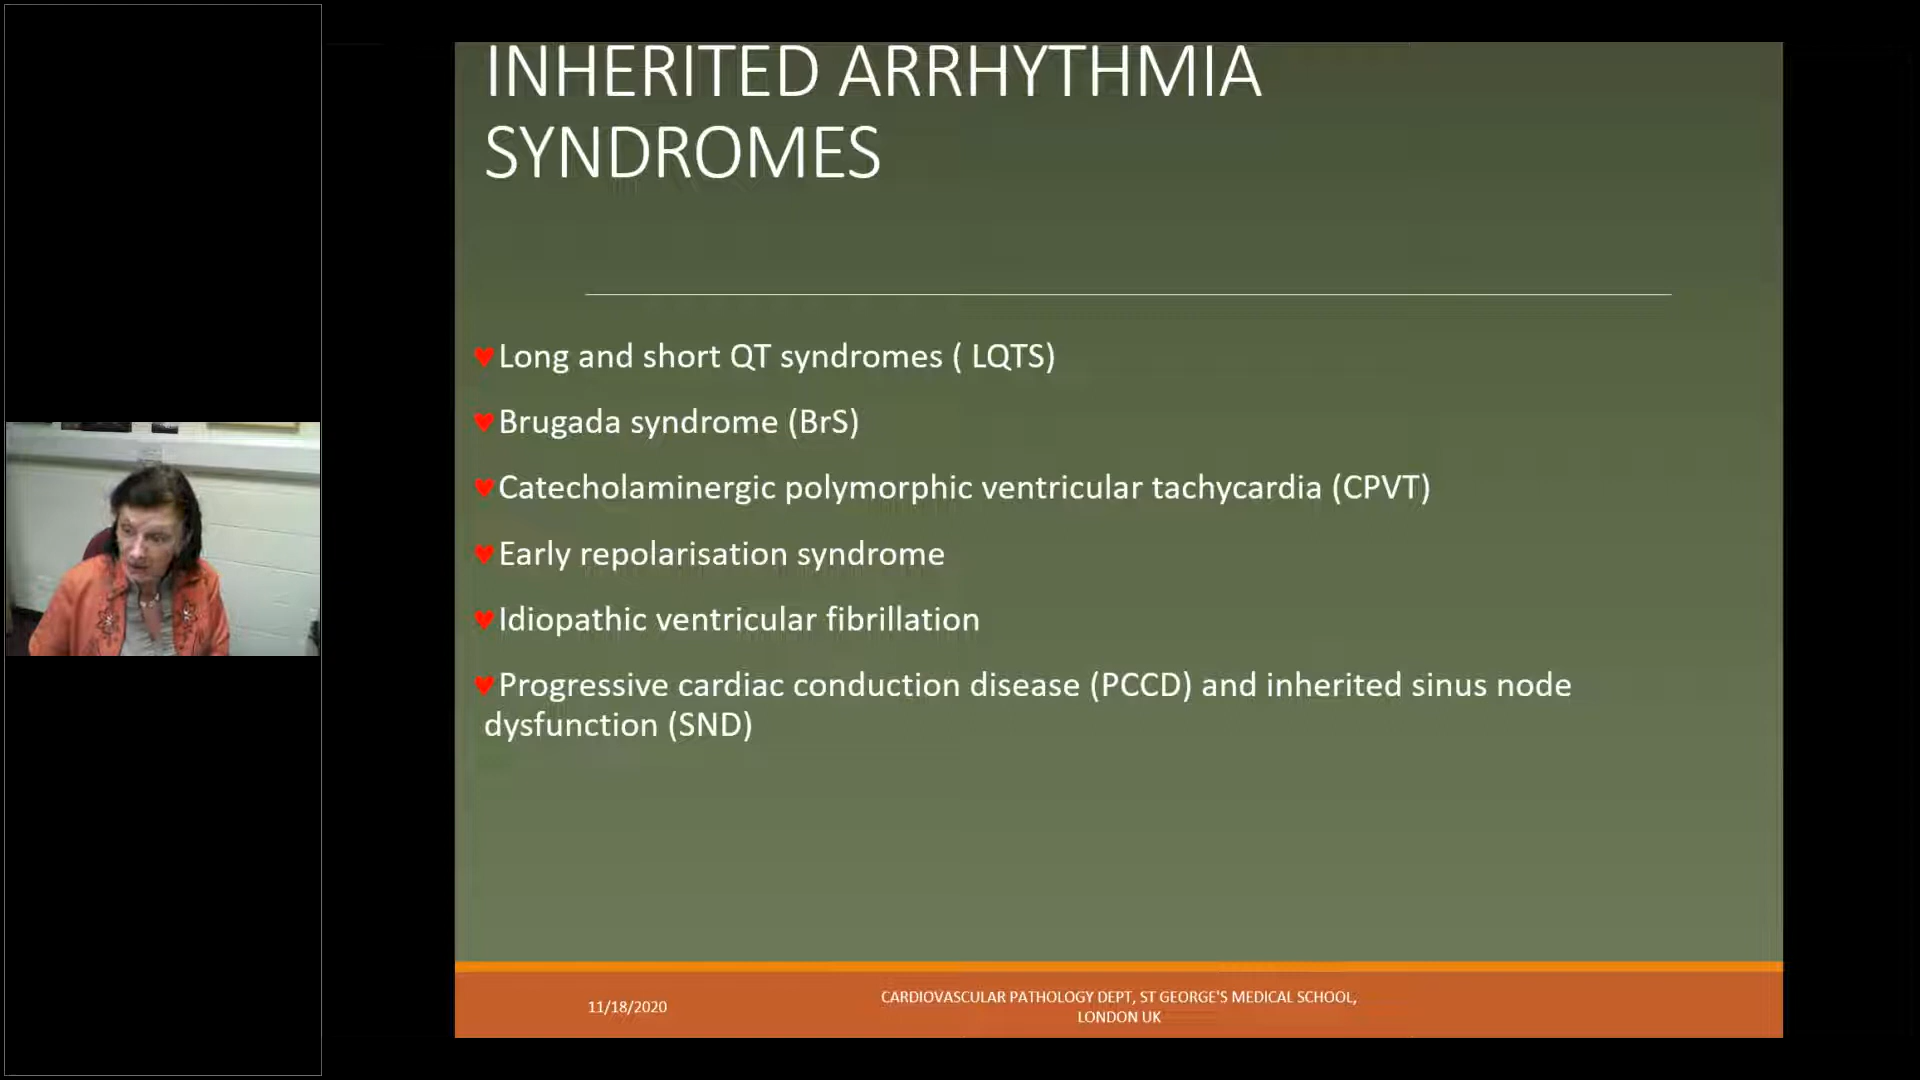 INHERITED ARRHYTHMIA
SYNDROMES
♥Long and short QT syndromes ( LQTS)
♥Brugada syndrome (BrS)
♥Catecholaminergic polymorphic ventricular tachycardia (CPVT)
♥Early repolarisation syndrome
♥Idiopathic ventricular fibrillation
♥Progressive cardiac conduction disease (PCCD) and inherited sinus node
dysfunction (SND)
11/18/2020
CARDIOVASCULAR PATHOLOGY DEPT, ST GEORGE'S MEDICAL SCHOOL,
LONDON UK